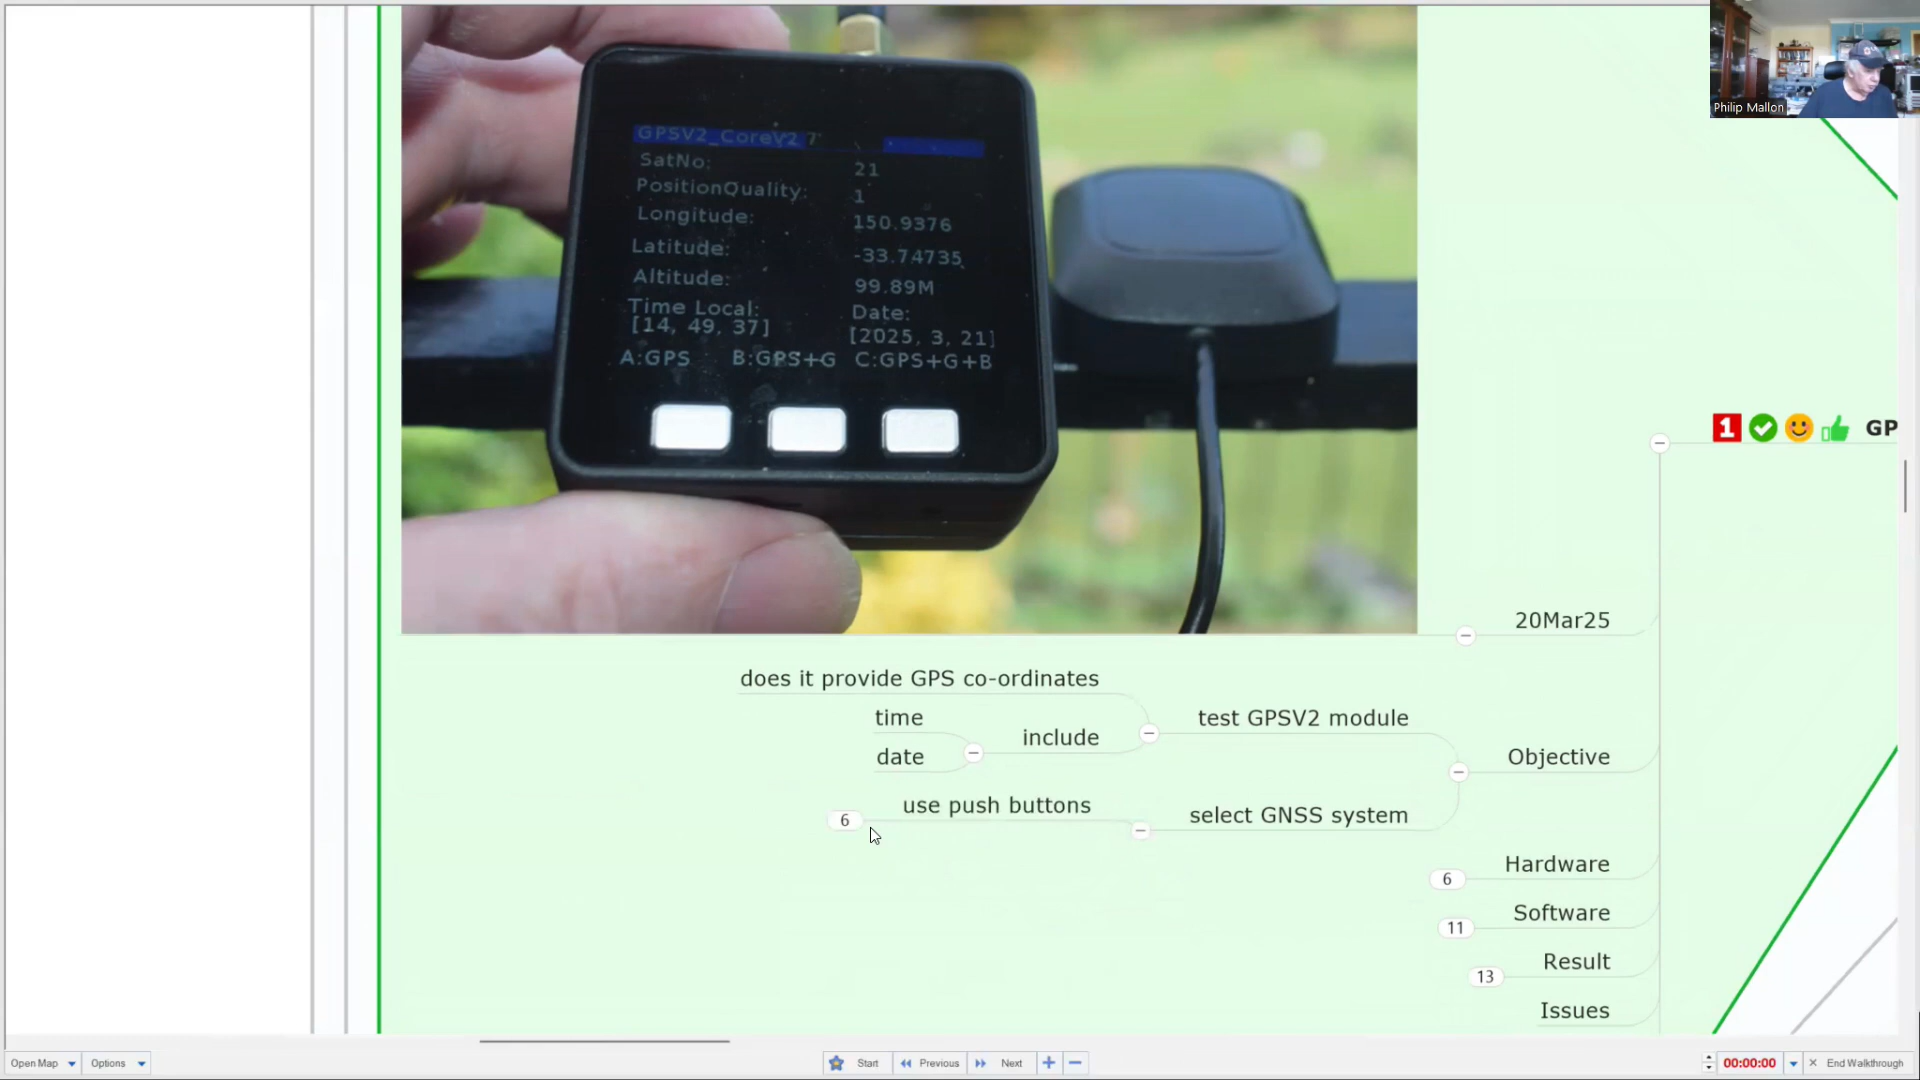 GPSV2_CoreV2 7
SatNo: 21
PositionQuality: 1
Longitude: 150.9376
Latitude: -33.74735
Altitude: 99.89M
Time Local: Date:
[14, 49, 37] [2025, 3, 21]
A:GPS B:GPS+G C:GPS+G+B
Philip Mallon
1 GP
20Mar25
does it provide GPS co-ordinates
time
include
date
test GPSV2 module
Objective
use push buttons
6
select GNSS system
Hardware
6
Software
11
Result
13
Issues
Open Map Options Start Previous Next 00:00:00 End Walkthrough